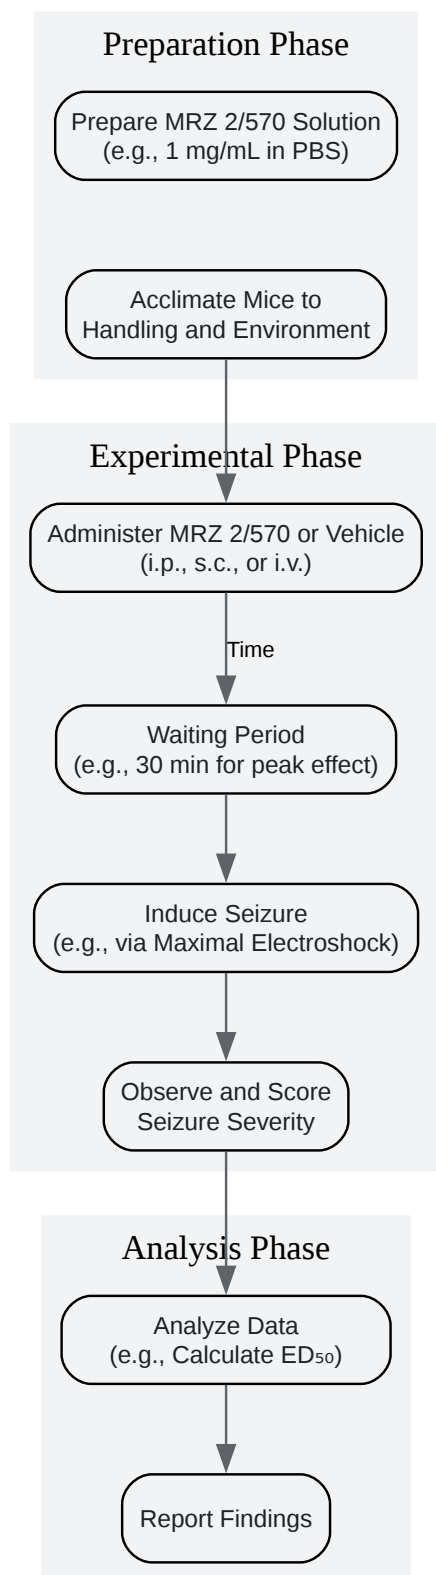 Preparation Phase
Prepare MRZ 2/570 Solution
(e.g., 1 mg/mL in PBS)
Acclimate Mice to
Handling and Environment
Experimental Phase
Administer MRZ 2/570 or Vehicle
(i.p., s.c., or i.v.)
Time
Waiting Period
(e.g., 30 min for peak effect)
Induce Seizure
(e.g., via Maximal Electroshock)
Observe and Score
Seizure Severity
Analysis Phase
Analyze Data
(e.g., Calculate ED₅₀)
Report Findings